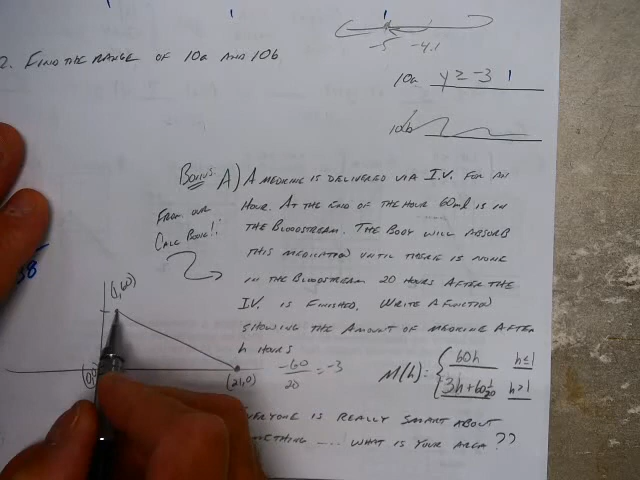 2. FIND THE RANGE OF 10a AND 10b
-5 -4.1
10a y ≥ -3
10b
BONUS A) A MEDICINE IS DELIVERED VIA I.V. FOR AN
FROM OUR
CALC BOOK!!
HOUR. AT THE END OF THE HOUR 60ml IS IN
THE BLOODSTREAM. THE BODY WILL ABSORB
THIS MEDICATION UNTIL THERE IS NONE
IN THE BLOODSTREAM 20 HOURS AFTER THE
I.V. IS FINISHED. WRITE A FUNCTION
SHOWING THE AMOUNT OF MEDICINE AFTER
h HOURS
(1,60)
(0,0)
(21,0)
-60/20 = -3
M(h): { 60h h≤1
3h+60 h>1
EVERYONE IS REALLY SMART ABOUT
.... WHAT IS YOUR AREA??